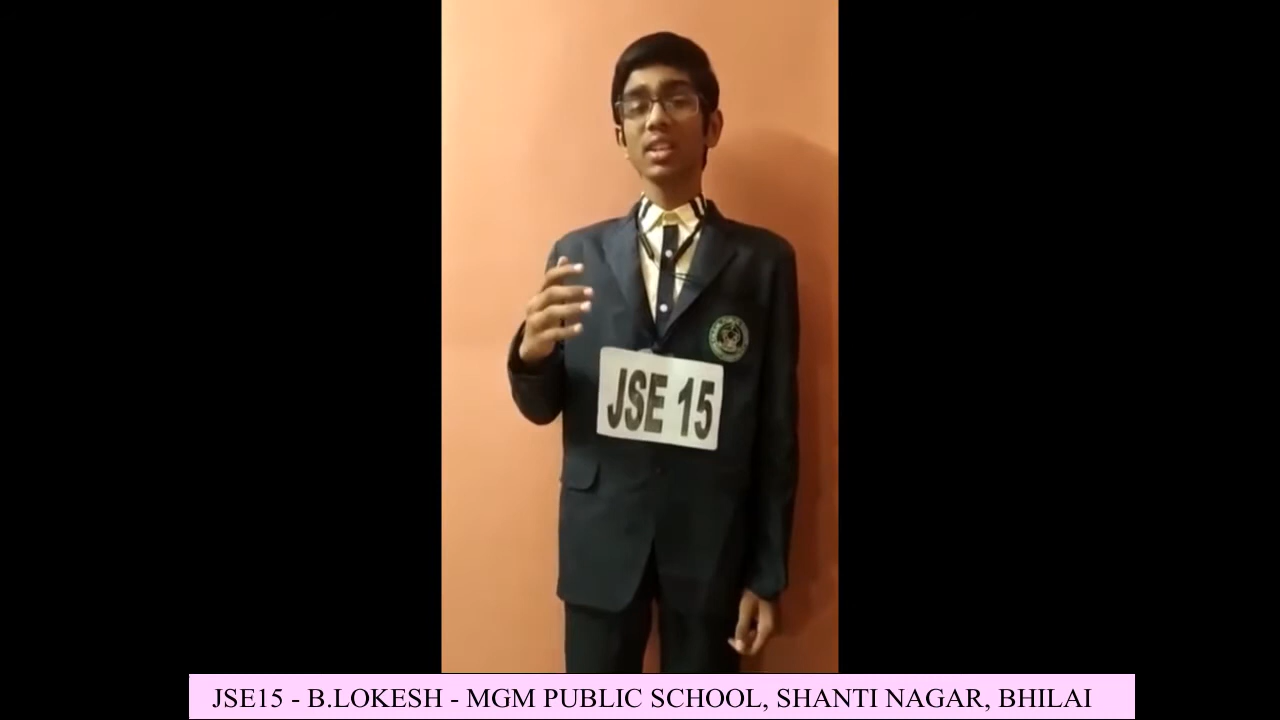 JSE 15
JSE15 - B.LOKESH - MGM PUBLIC SCHOOL, SHANTI NAGAR, BHILAI